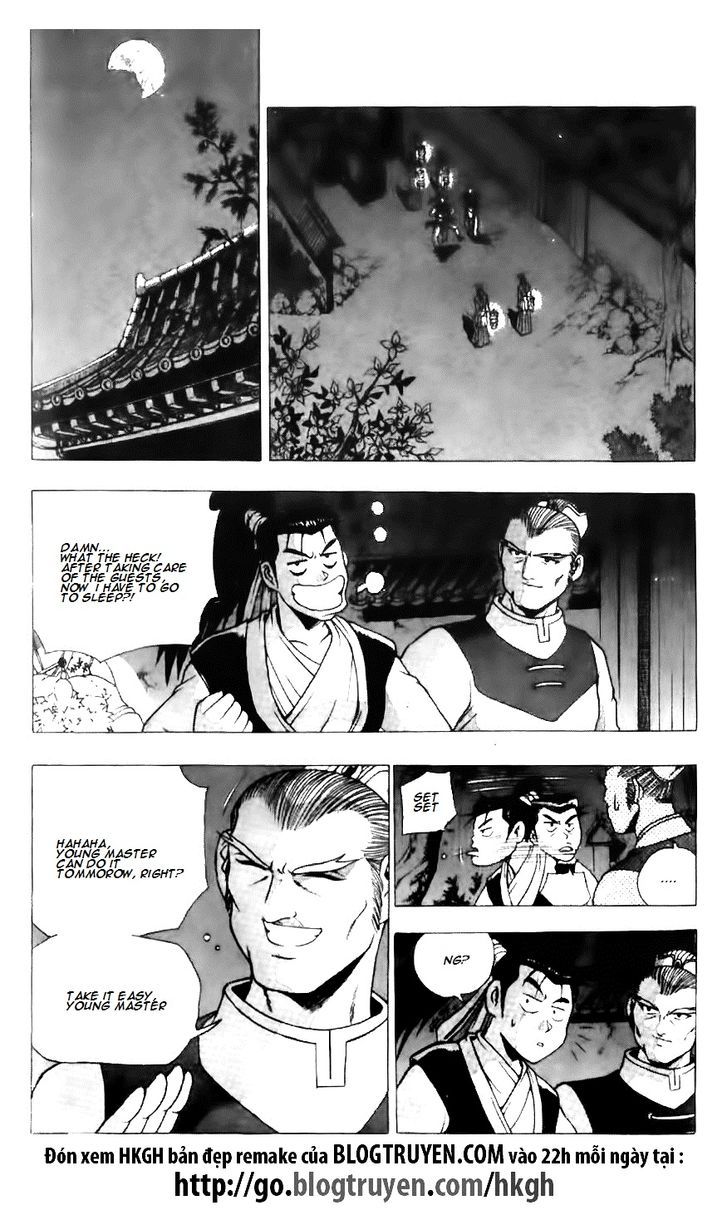 DAMN...
WHAT THE HECK!
AFTER TAKING CARE
OF THE GUESTS,
NOW I HAVE TO GO
TO SLEEP?!
HAHAHA,
YOUNG MASTER
CAN DO IT
TOMMOROW, RIGHT?
TAKE IT EASY,
YOUNG MASTER
SET
SET
.....
NG?
Đón xem HKGH bản đẹp remake của BLOGTRUYEN.COM vào 22h mỗi ngày tại :
http://go.blogtruyen.com/hkgh